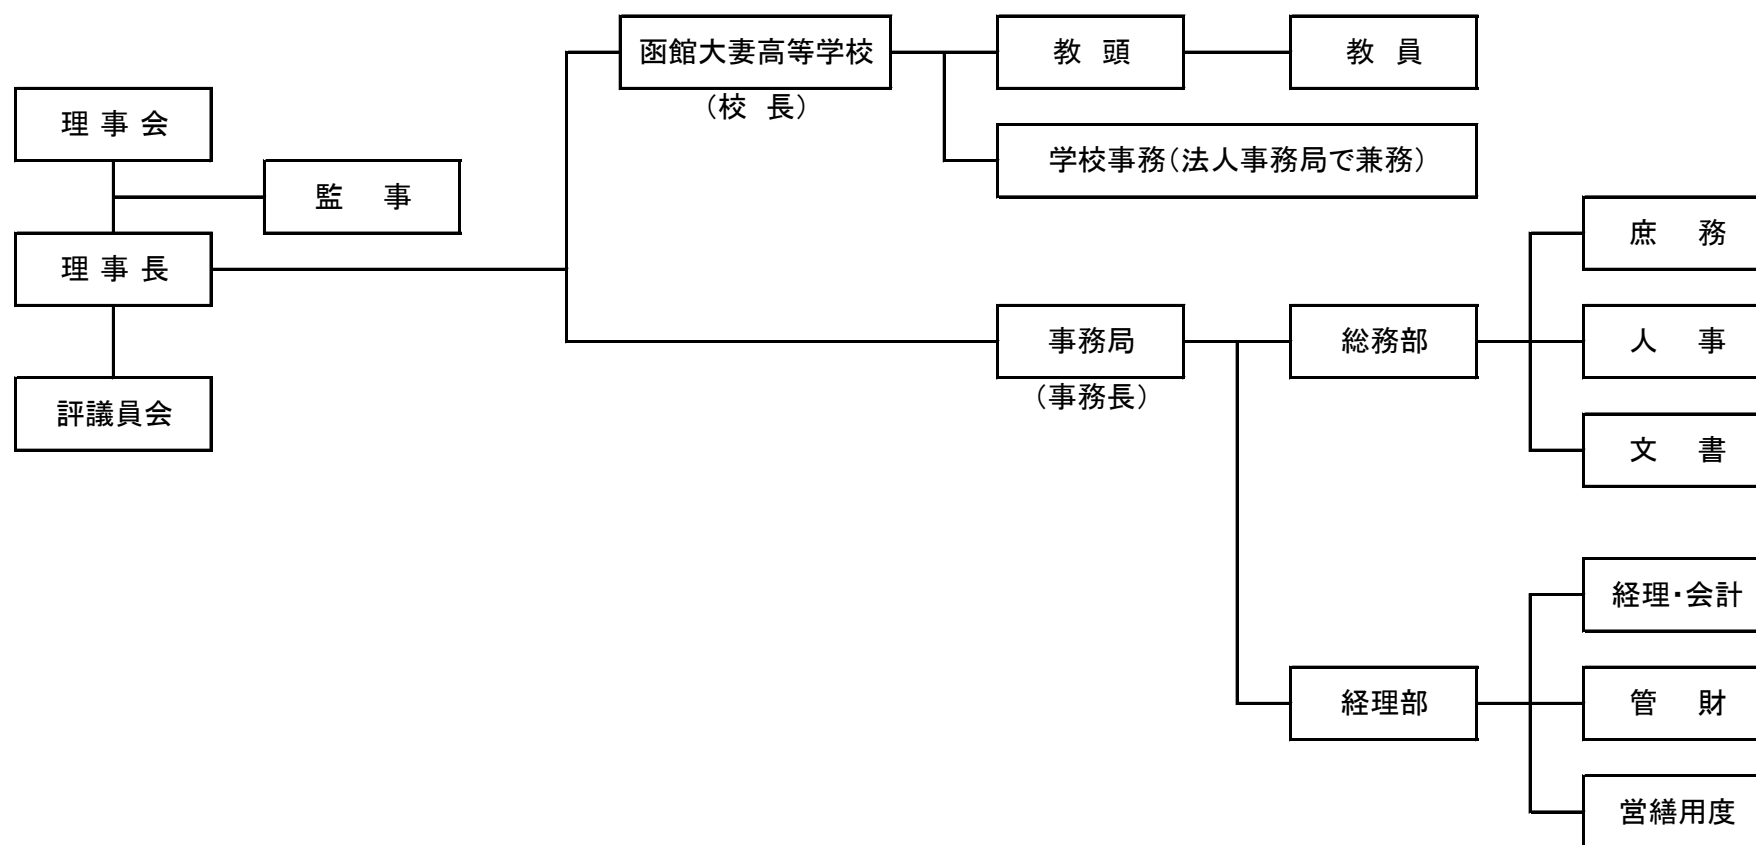 函館大妻高等学校
(校 長)
教 頭
教 員
学校事務(法人事務局で兼務)
理 事 会
監 事
理 事 長
評議員会
事務局
(事務長)
総務部
庶 務
人 事
文 書
経理部
経理・会計
管 財
営繕用度